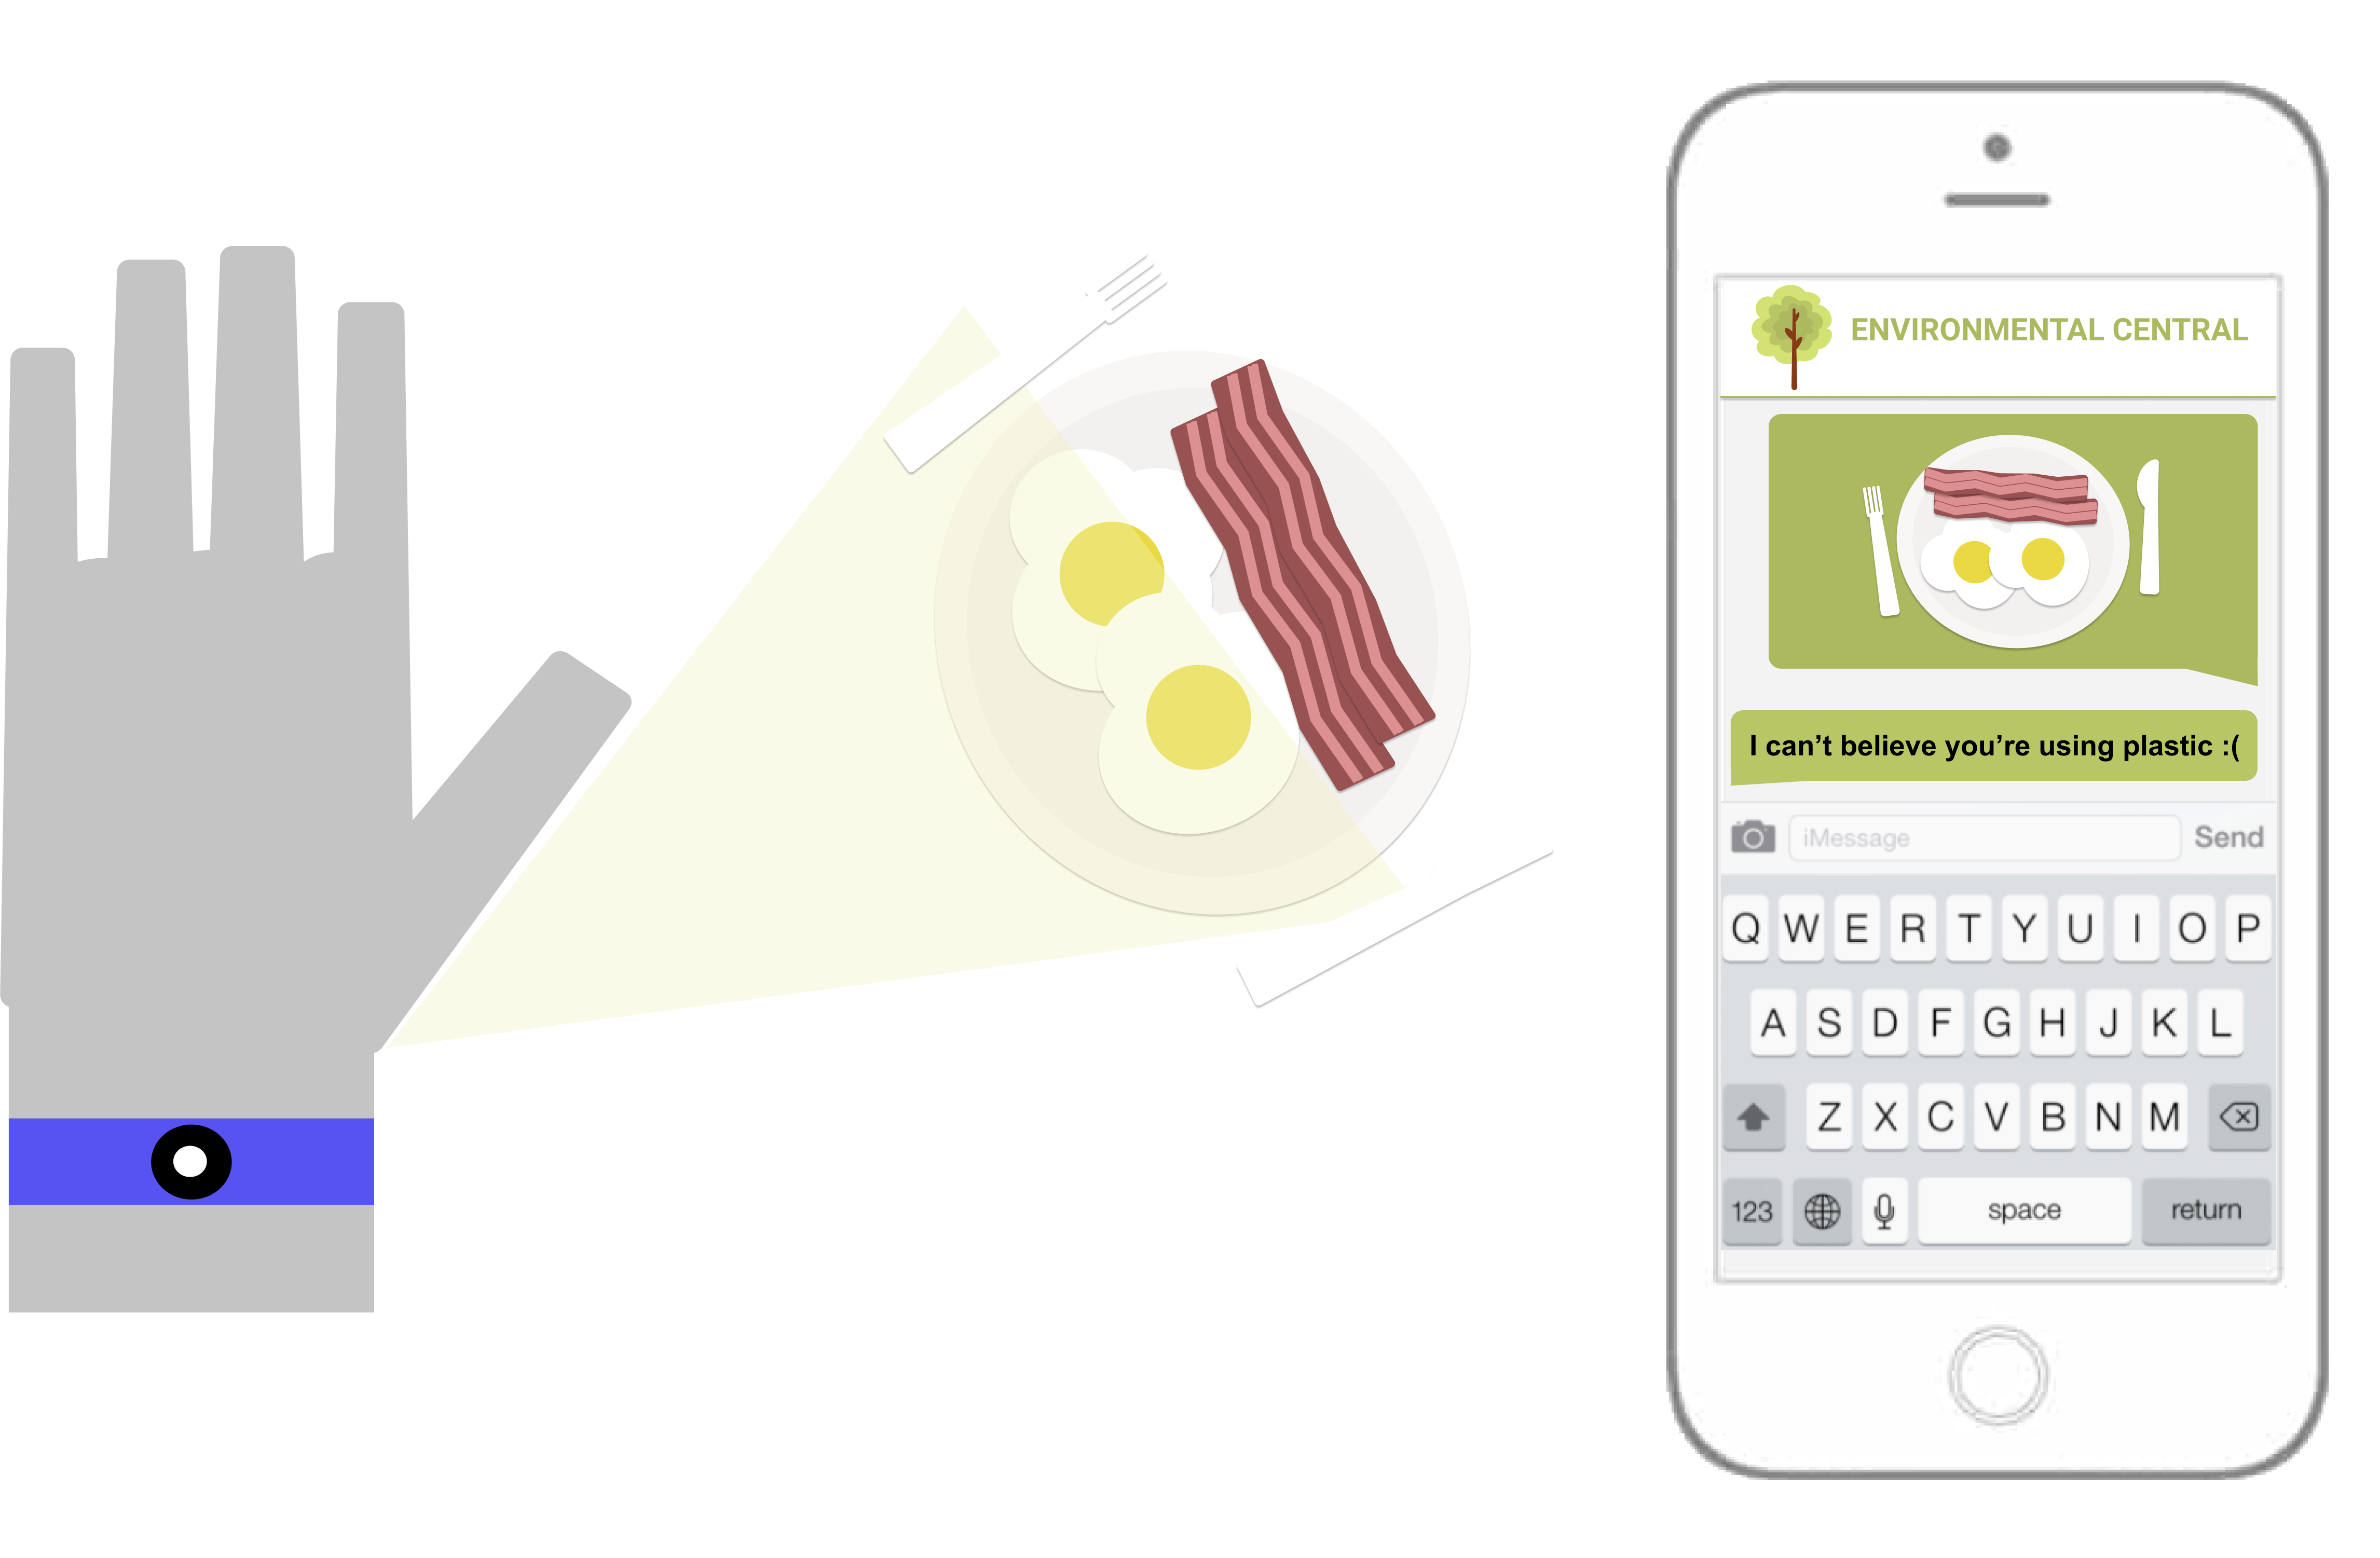 ENVIRONMENTAL CENTRAL
I can’t believe you’re using plastic :(
iMessage
Send
Q W E R T Y U I O P
A S D F G H J K L
Z X C V B N M
123
space
return